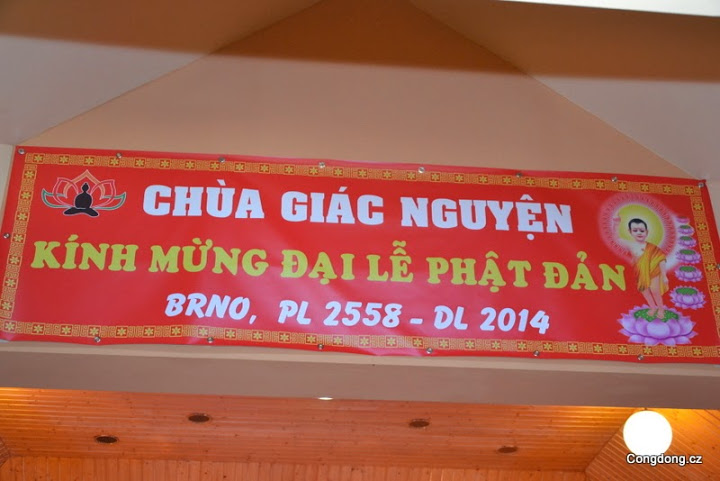 CHÙA GIÁC NGUYỆN
KÍNH MỪNG ĐẠI LỄ PHẬT ĐẢN
BRNO, PL 2558 - DL 2014
Congdong.cz